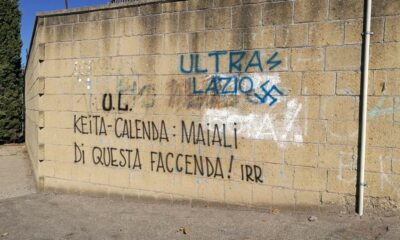 ULTRAS
LAZIO
U.L.
KEITA-CALENDA: MAIALI
Di QUESTA FACCENDA! IRR